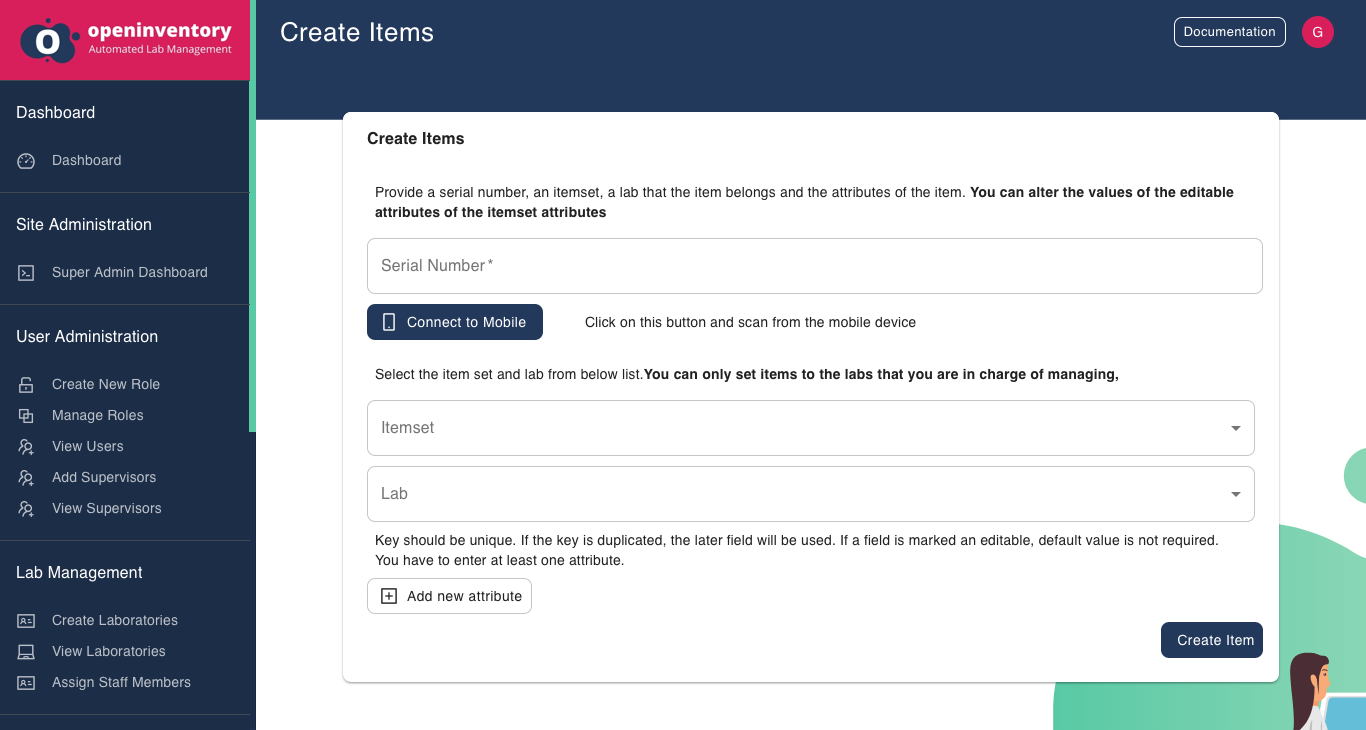 openinventory
Automated Lab Management
Create Items
Documentation
G
Dashboard
Dashboard
Site Administration
Super Admin Dashboard
User Administration
Create New Role
Manage Roles
View Users
Add Supervisors
View Supervisors
Lab Management
Create Laboratories
View Laboratories
Assign Staff Members
Create Items
Provide a serial number, an itemset, a lab that the item belongs and the attributes of the item. You can alter the values of the editable
attributes of the itemset attributes
Serial Number *
Connect to Mobile
Click on this button and scan from the mobile device
Select the item set and lab from below list.You can only set items to the labs that you are in charge of managing,
Itemset
Lab
Key should be unique. If the key is duplicated, the later field will be used. If a field is marked an editable, default value is not required.
You have to enter at least one attribute.
Add new attribute
Create Item